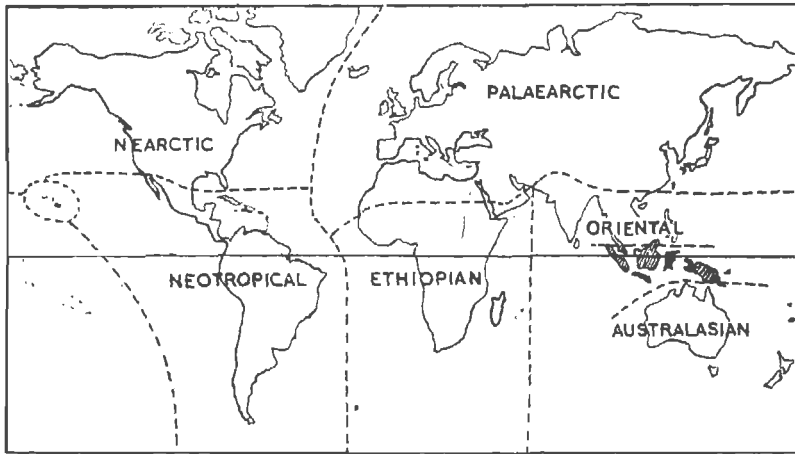 PALAEARCTIC
NEARCTIC
ORIENTAL
NEOTROPICAL
ETHIOPIAN
AUSTRALASIAN